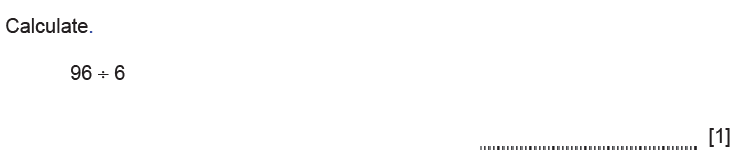 Calculate.
96 ÷ 6
[1]